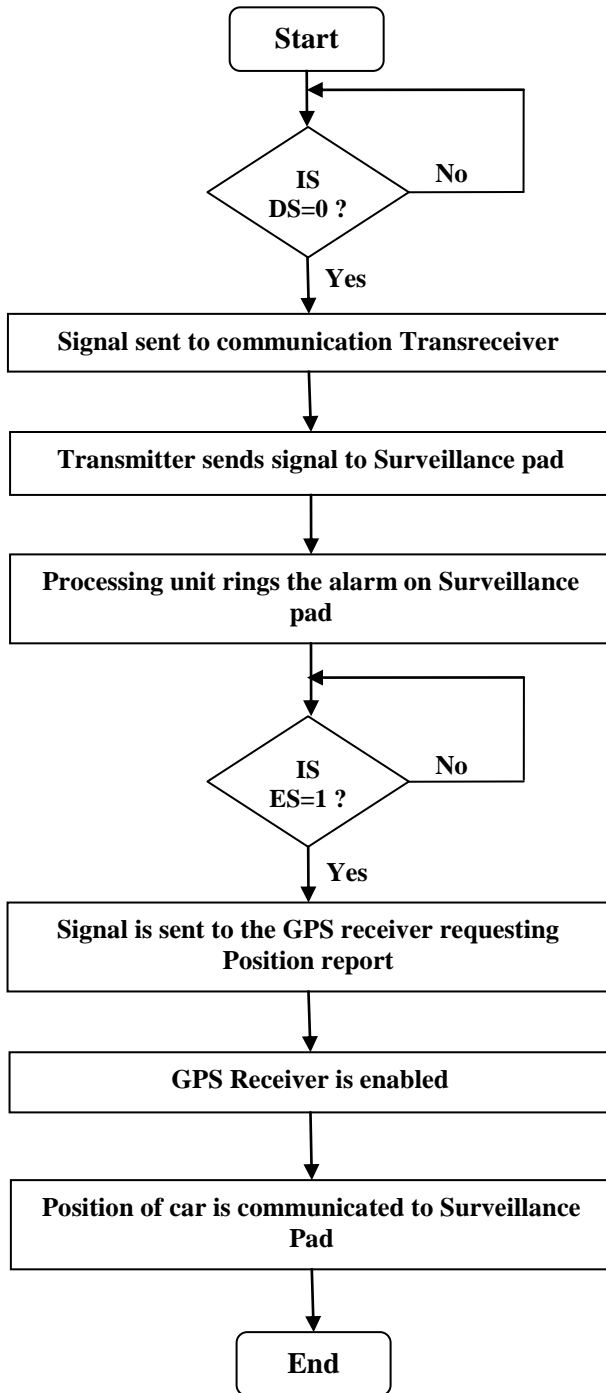 Start
IS
DS=0 ?
No
Yes
Signal sent to communication Transreceiver
Transmitter sends signal to Surveillance pad
Processing unit rings the alarm on Surveillance
pad
IS
ES=1 ?
No
Yes
Signal is sent to the GPS receiver requesting
Position report
GPS Receiver is enabled
Position of car is communicated to Surveillance
Pad
End